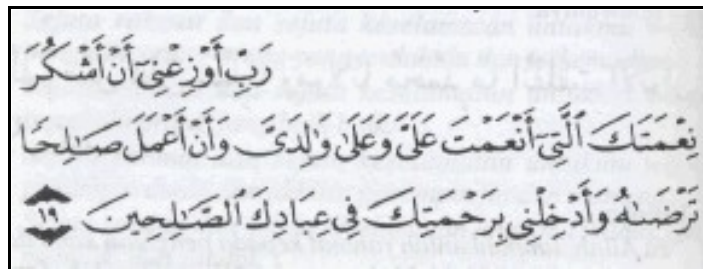 رَبِّ أَوْزِعْنِىٓ أَنْ أَشْكُرَ
نِعْمَتَكَ ٱلَّتِىٓ أَنْعَمْتَ عَلَىَّ وَعَلَىٰ وَٰلِدَىَّ وَأَنْ أَعْمَلَ صَـٰلِحًا
تَرْضَىٰهُ وَأَدْخِلْنِى بِرَحْمَتِكَ فِى عِبَادِكَ ٱلصَّـٰلِحِينَ ١٩